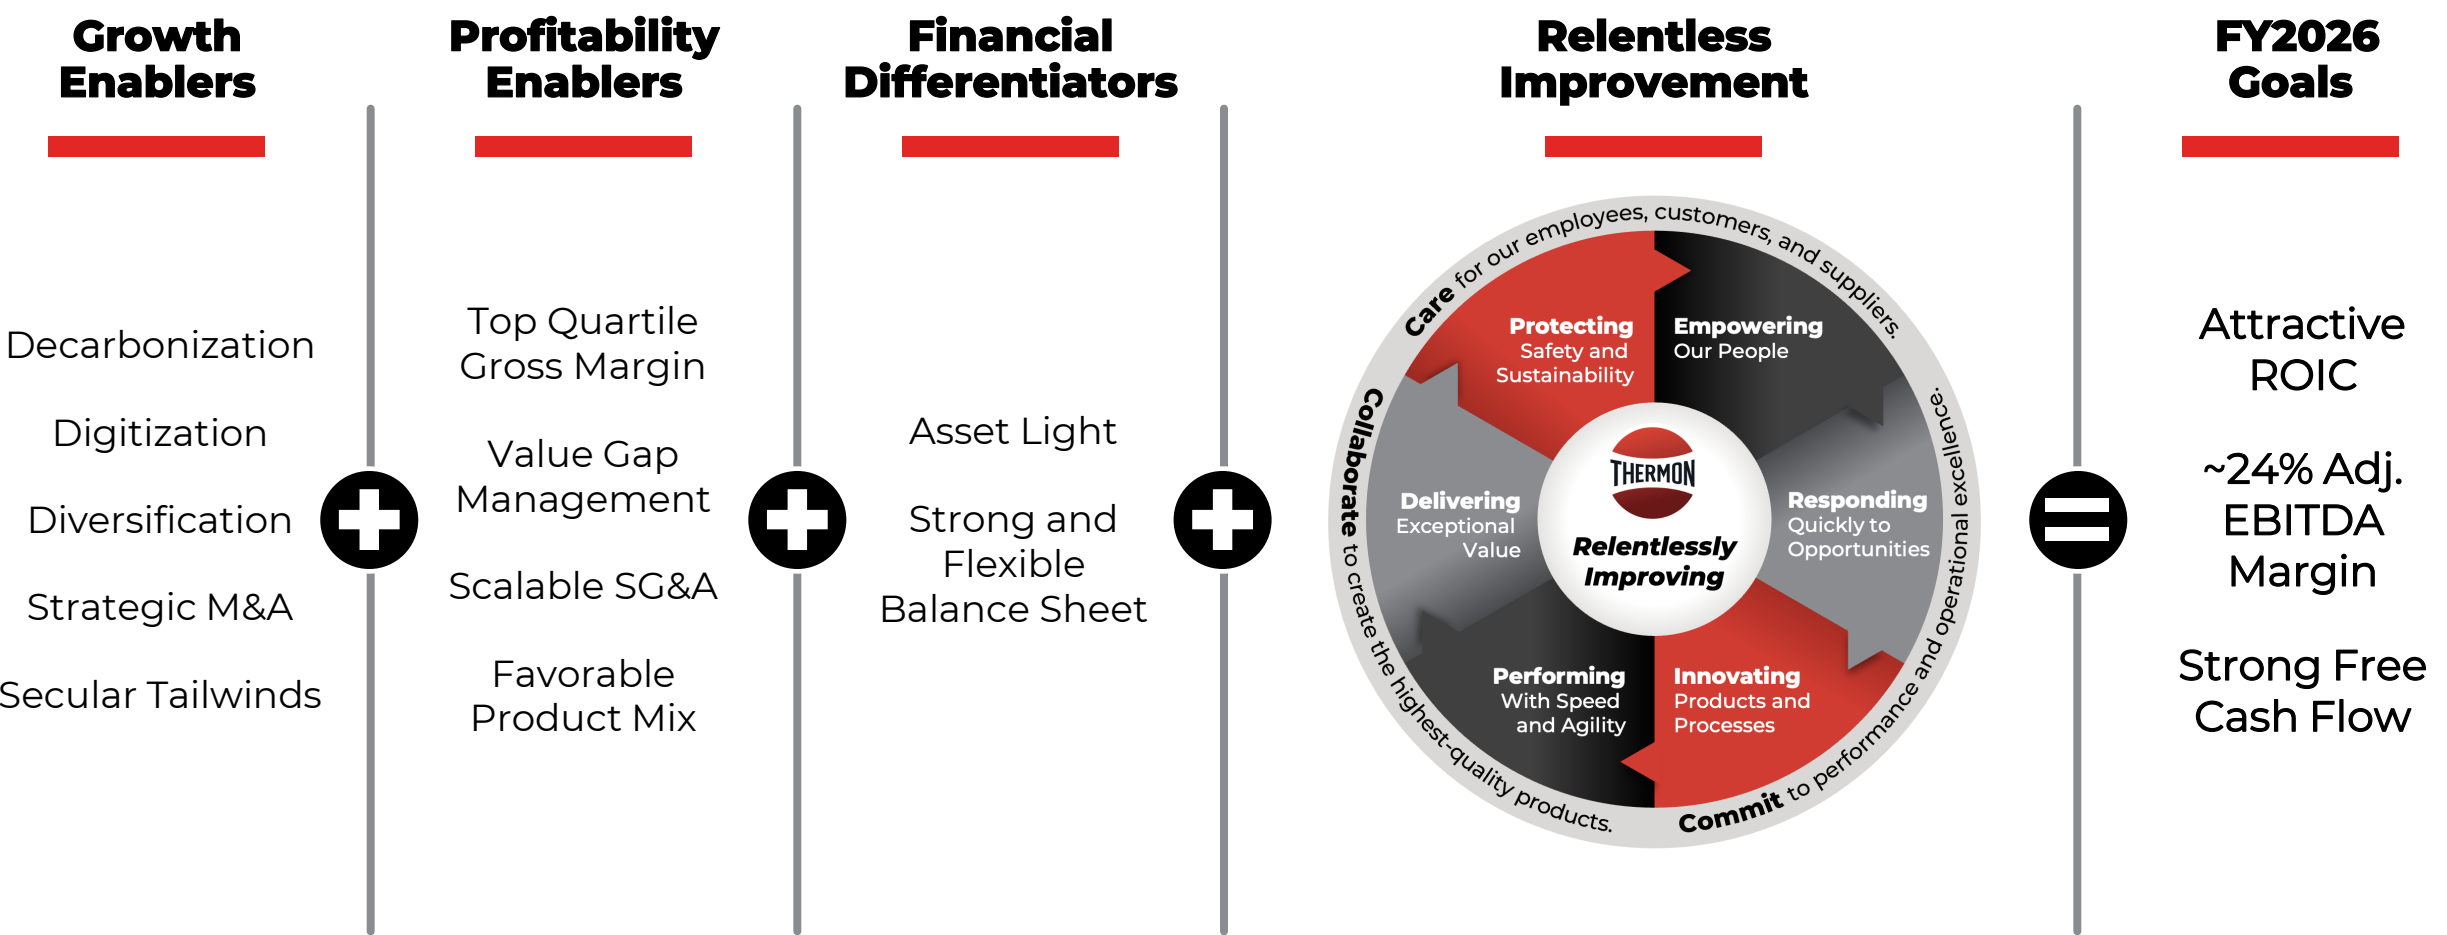 Growth
Enablers
Decarbonization
Digitization
Diversification
Strategic M&A
Secular Tailwinds
Profitability
Enablers
Top Quartile
Gross Margin
Value Gap
Management
Scalable SG&A
Favorable
Product Mix
Financial
Differentiators
Asset Light
Strong and
Flexible
Balance Sheet
Relentless
Improvement
Care for our employees, customers, and suppliers.
Commit to performance and operational excellence.
Collaborate to create the highest-quality products.
Protecting
Safety and
Sustainability
Empowering
Our People
Responding
Quickly to
Opportunities
Innovating
Products and
Processes
Performing
With Speed
and Agility
Delivering
Exceptional
Value
THERMON
Relentlessly
Improving
FY2026
Goals
Attractive
ROIC
~24% Adj.
EBITDA
Margin
Strong Free
Cash Flow